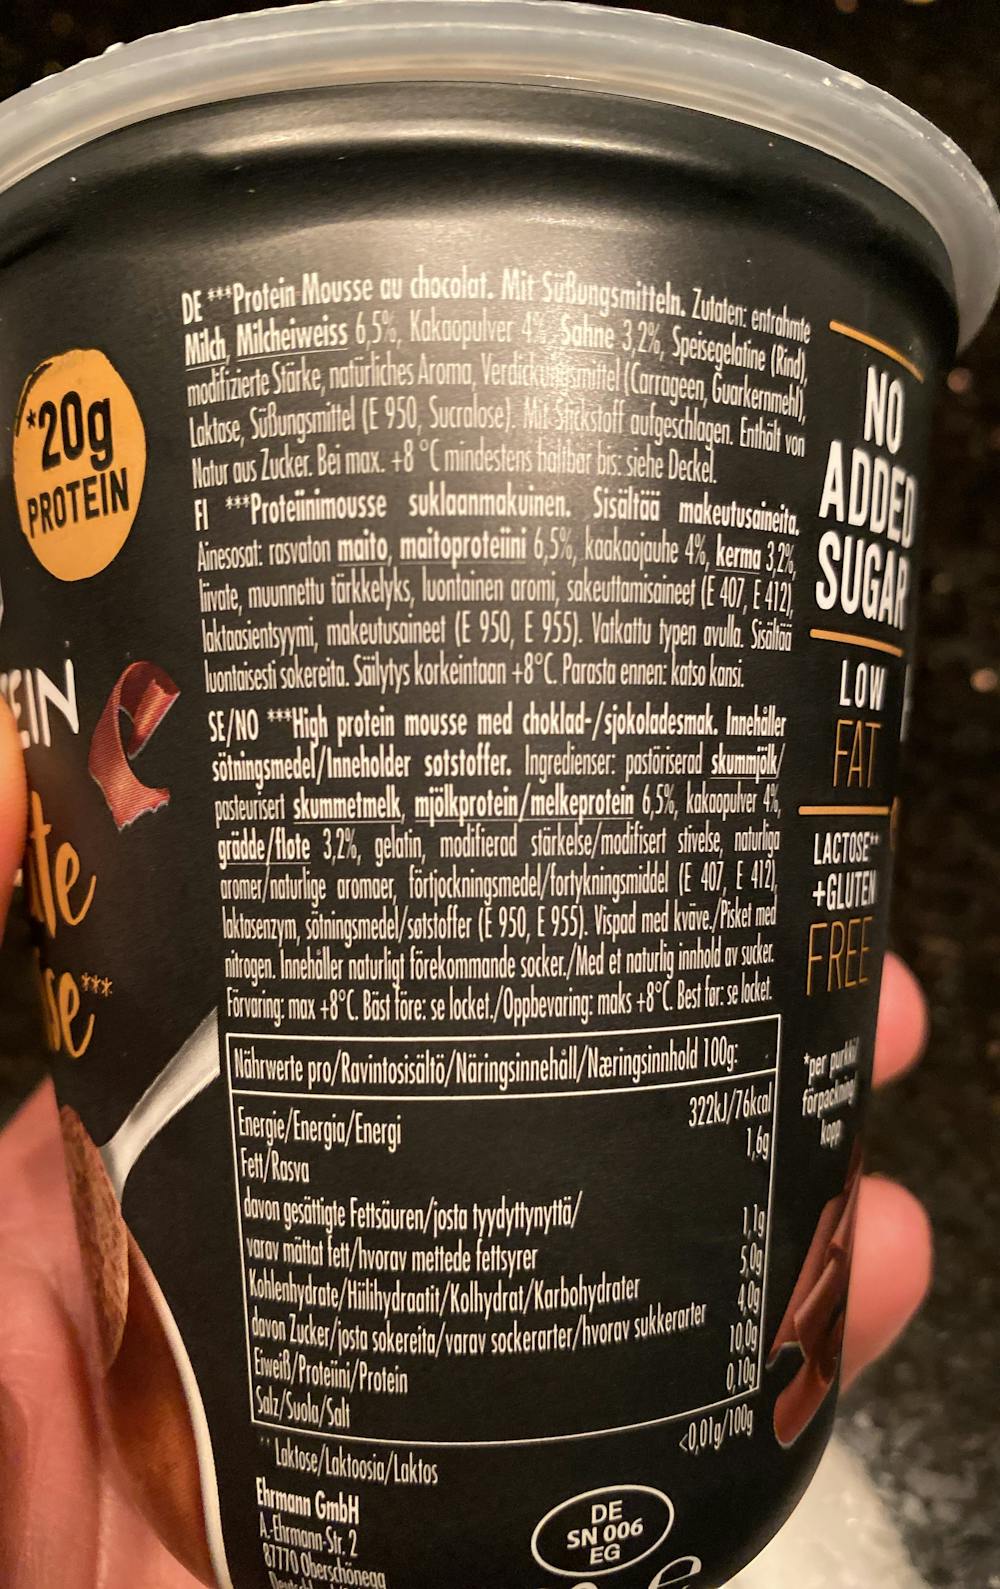 DE ***Protein Mousse au chocolat. Mit Süßungsmitteln. Zutaten: entrahmte
Milch, Milcheiweiss 6,5%, Kakaopulver 4%, Sahne 3,2%, Speisegelatine (Rind),
modifizierte Stärke, natürliches Aroma, Verdickungsmittel (Carrageen, Guarkernmehl),
Laktase, Süßungsmittel (E 950, Sucralose). Mit Stickstoff aufgeschlagen. Enthält von
Natur aus Zucker. Bei max. +8 °C mindestens haltbar bis: siehe Deckel.
FI ***Proteiinimousse suklaanmakuinen. Sisältää makeutusaineita.
Ainesosat: rasvaton maito, maitoproteiini 6,5%, kaakaojauhe 4%, kerma 3,2%,
liivate, muunnettu tärkkelyks, luontainen aromi, sakeuttamisaineet (E 407, E 412),
laktaasientsyymi, makeutusaineet (E 950, E 955). Vatkattu typen avulla. Sisältää
luontaisesti sokereita. Säilytys korkeintaan +8°C. Parasta ennen: katso kansi.
SE/NO ***High protein mousse med choklad-/sjokoladesmak. Innehåller
sötningsmedel/Inneholder søtstoffer. Ingredienser: pastöriserad skummjölk/
pasteurisert skummetmelk, mjölkprotein/melkeprotein 6,5%, kakaopulver 4%,
grädde/fløte 3,2%, gelatin, modifierad stärkelse/modifisert stivelse, naturliga
aromer/naturlige aromaer, förtjockningsmedel/fortykningsmiddel (E 407, E 412),
laktasenzym, sötningsmedel/søtstoffer (E 950, E 955). Vispad med kväve./Pisket med
nitrogen. Innehåller naturligt förekommande socker./Med et naturlig innhold av sukker.
Förvaring: max +8°C. Bäst före: se locket./Oppbevaring: maks +8°C. Best før: se locket.
Nährwerte pro/Ravintosisältö/Näringsinnehåll/Næringsinnhold 100g:
Energie/Energia/Energi 322kJ/76kcal
Fett/Rasva 1,6g
davon gesättigte Fettsäuren/josta tyydyttynyttä/
varav mättat fett/hvorav mettede fettsyrer 1,1g
Kohlenhydrate/Hiilihydraatit/Kolhydrat/Karbohydrater 5,0g
davon Zucker/josta sokereita/varav sockerarter/hvorav sukkerarter 4,0g
Eiweiß/Proteiini/Protein 10,0g
Salz/Suola/Salt 0,10g
**Laktose/Laktoosia/Laktos <0,01g/100g
Ehrmann GmbH
A.-Ehrmann-Str. 2
87770 Oberschönegg
DE
SN 006
EG
e
*20g
PROTEIN
EIN
te
se***
NO
ADDED
SUGAR
LOW
FAT
LACTOSE**
+GLUTEN
FREE
*per purkki/
förpackning/
kopp